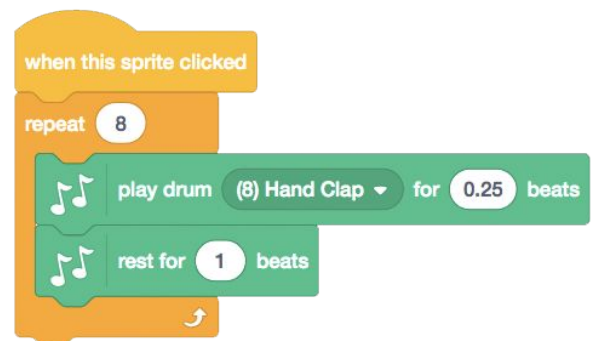 when this sprite clicked
repeat 8
play drum (8) Hand Clap for 0.25 beats
rest for 1 beats